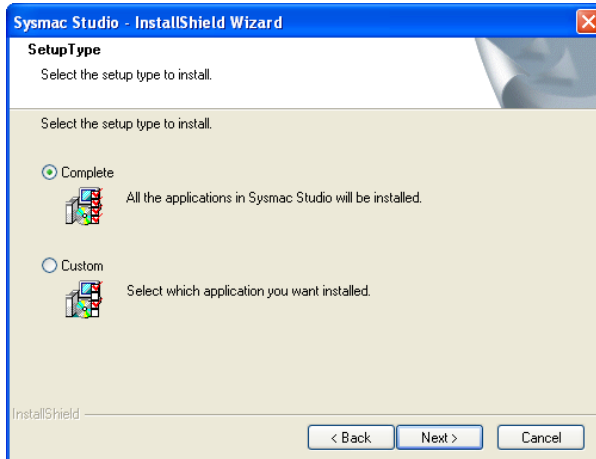 Sysmac Studio - InstallShield Wizard
SetupType
Select the setup type to install.
Select the setup type to install.
Complete
All the applications in Sysmac Studio will be installed.
Custom
Select which application you want installed.
InstallShield
< Back
Next >
Cancel